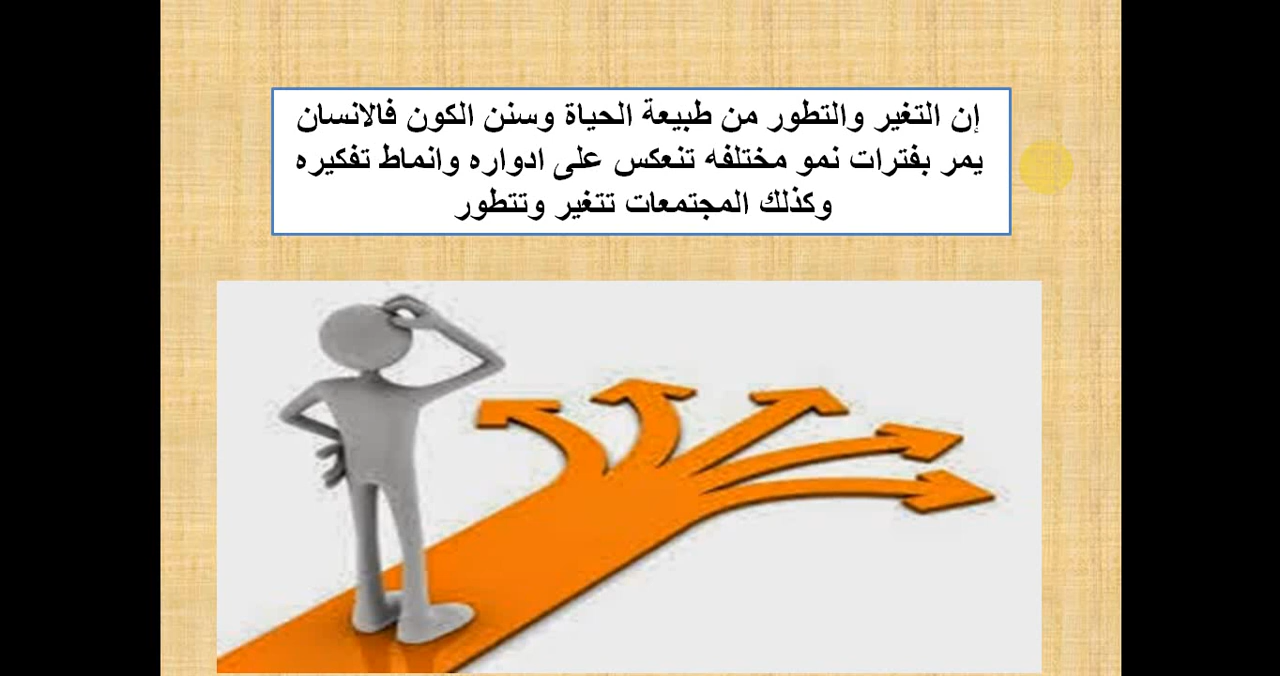 إن التغير والتطور من طبيعة الحياة وسنن الكون فالانسان
يمر بفترات نمو مختلفه تنعكس على ادواره وانماط تفكيره
وكذلك المجتمعات تتغير وتتطور